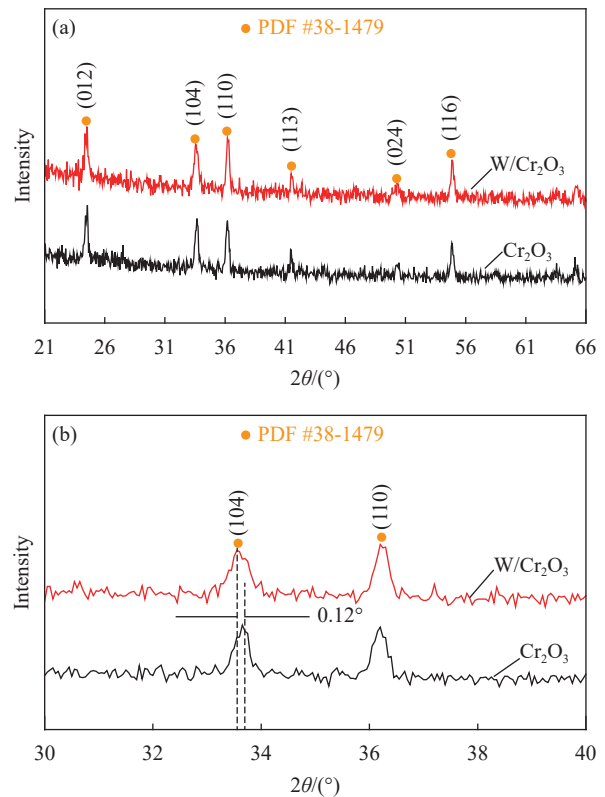 (a)
PDF #38-1479
(012)
(104)
(110)
(113)
(024)
(116)
W/Cr₂O₃
Cr₂O₃
Intensity
21 26 31 36 41 46 51 56 61 66
2θ/(°)
(b)
PDF #38-1479
(104)
(110)
W/Cr₂O₃
0.12°
Cr₂O₃
Intensity
30 32 34 36 38 40
2θ/(°)